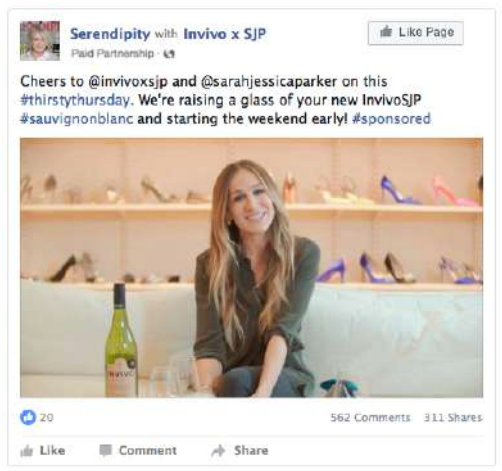 Serendipity with Invivo x SJP
Paid Partnership
Like Page
Cheers to @invivoxsjp and @sarahjessicaparker on this
#thirstythursday. We're raising a glass of your new InvivoSJP
#sauvignonblanc and starting the weekend early! #sponsored
INVIVO
20
562 Comments 311 Shares
Like Comment Share